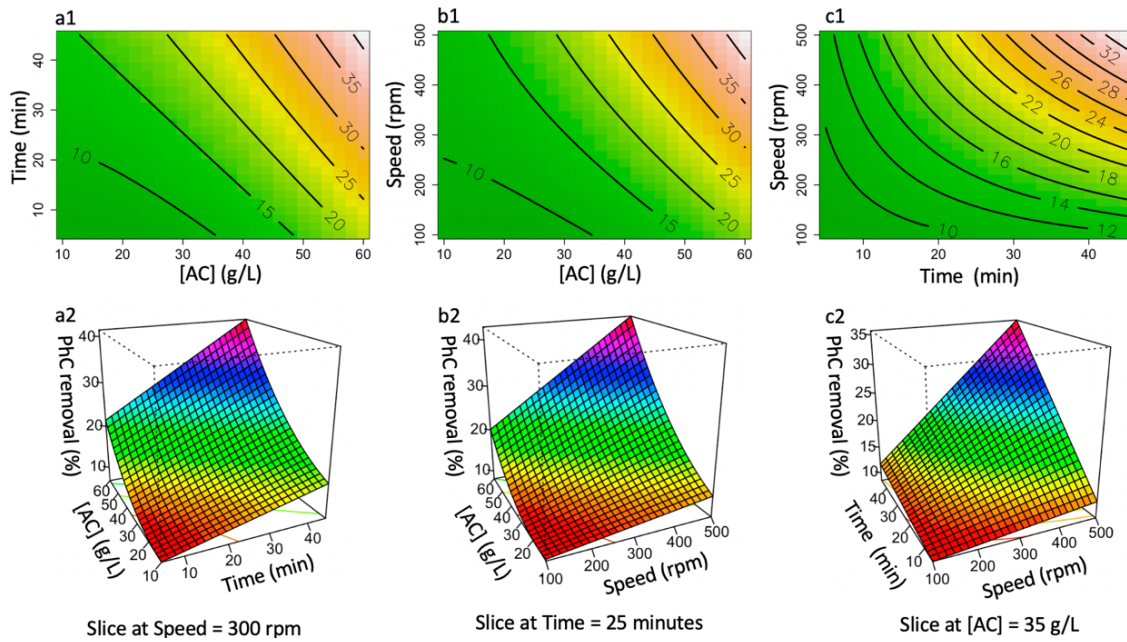 a1
Time (min)
40
30
20
10
10
15
20
25
30
35
10 20 30 40 50 60
[AC] (g/L)
b1
Speed (rpm)
500
400
300
200
100
10
15
20
25
30
35
10 20 30 40 50 60
[AC] (g/L)
c1
Speed (rpm)
500
400
300
200
100
10
12
14
16
18
20
22
24
26
28
32
10 20 30 40
Time (min)
a2
PhC removal (%)
40
30
20
10
60
50
40
30
20
10
[AC] (g/L)
10 20 30 40
Time (min)
Slice at Speed = 300 rpm
b2
PhC removal (%)
40
30
20
10
60
50
40
30
20
10
[AC] (g/L)
100 200 300 400 500
Speed (rpm)
Slice at Time = 25 minutes
c2
PhC removal (%)
35
30
25
20
15
10
40
30
20
10
Time (min)
100 200 300 400 500
Speed (rpm)
Slice at [AC] = 35 g/L